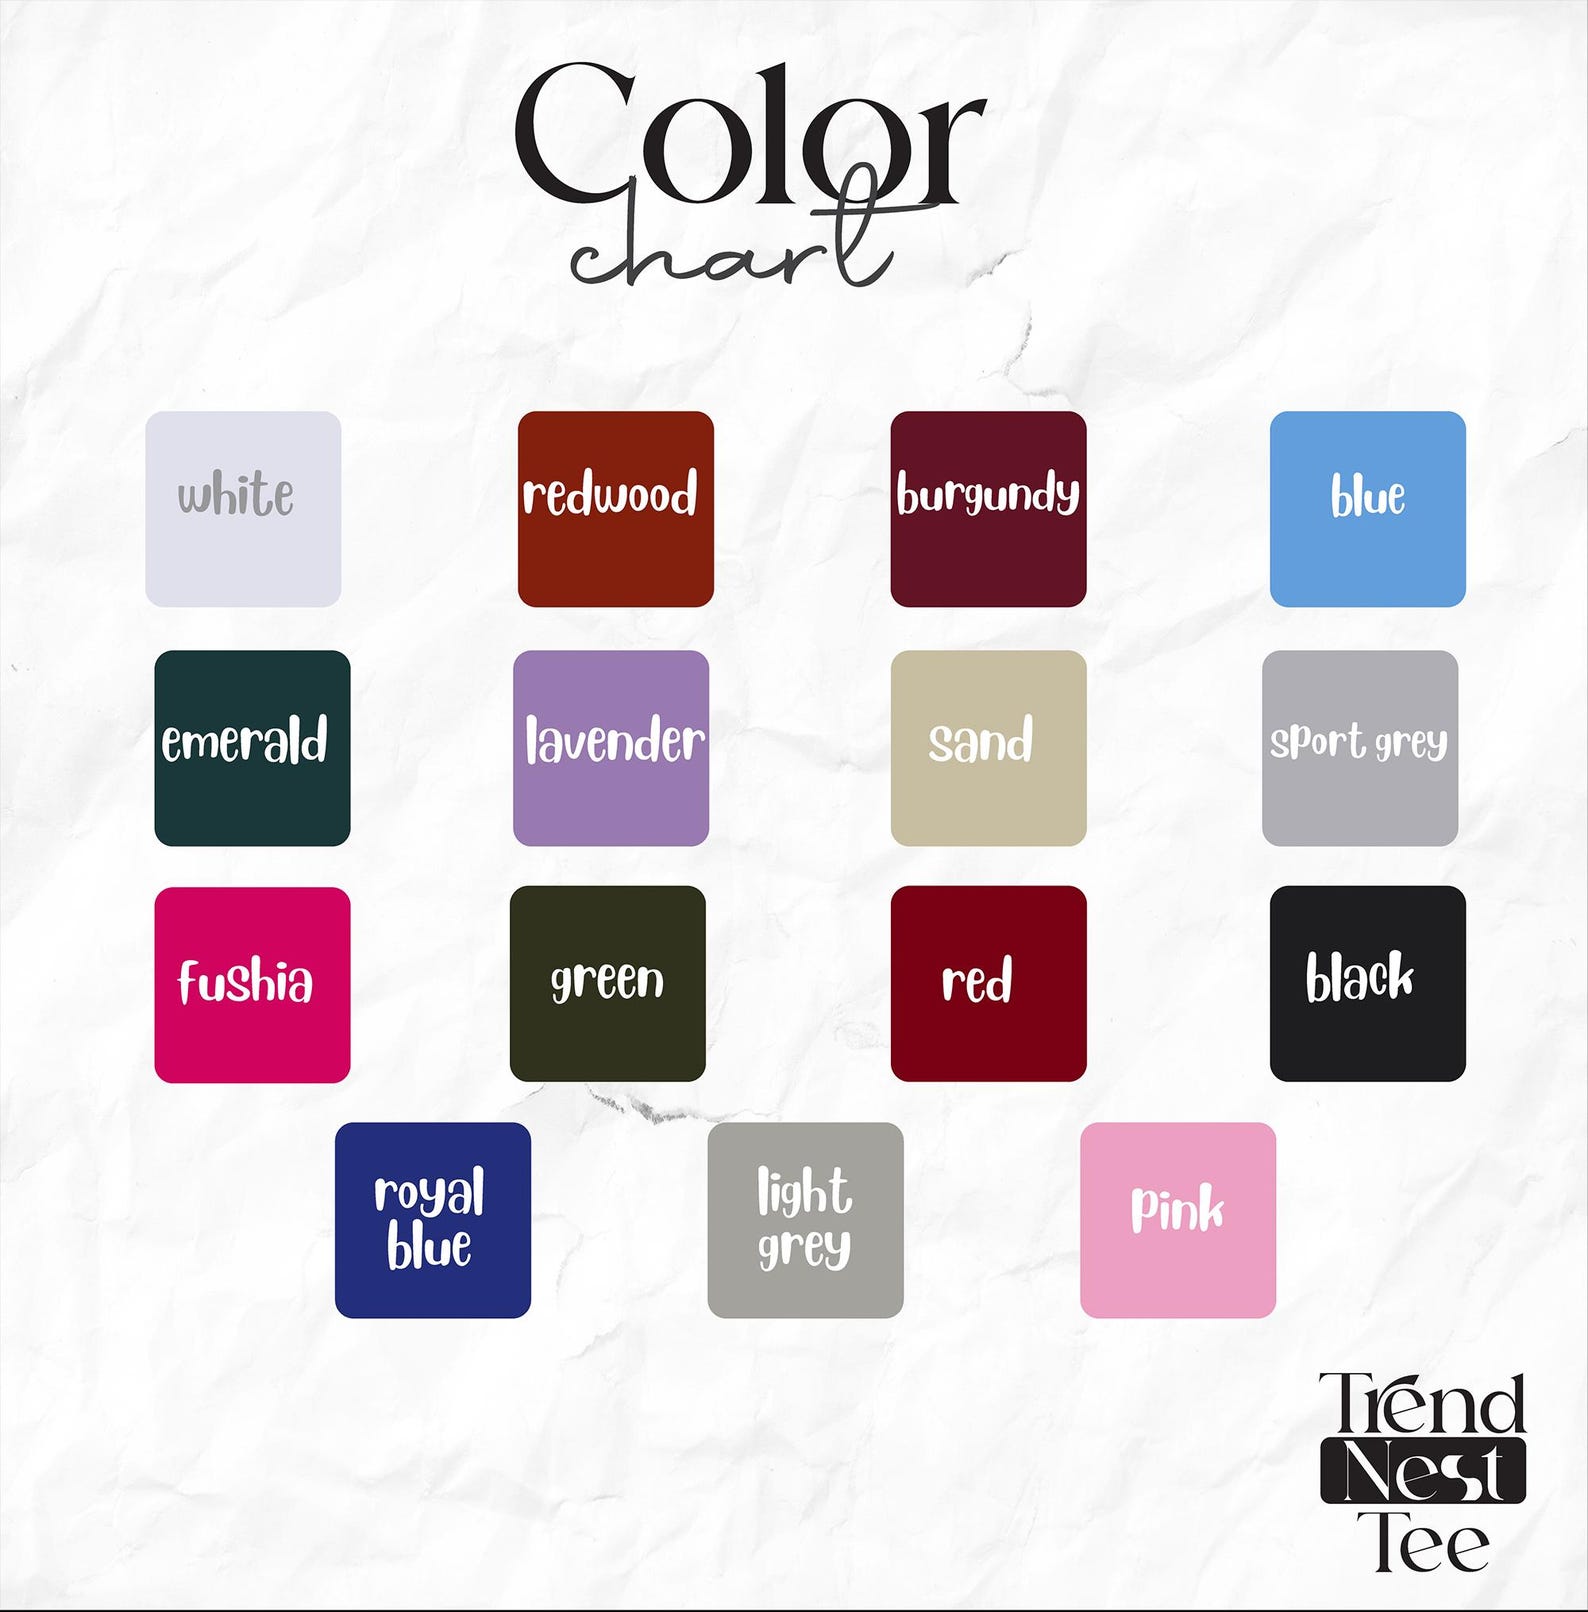 Color
chart
white
redwood
burgundy
blue
emerald
lavender
sand
sport grey
fushia
green
red
black
royal
blue
light
grey
Pink
Trend
Nest
Tee